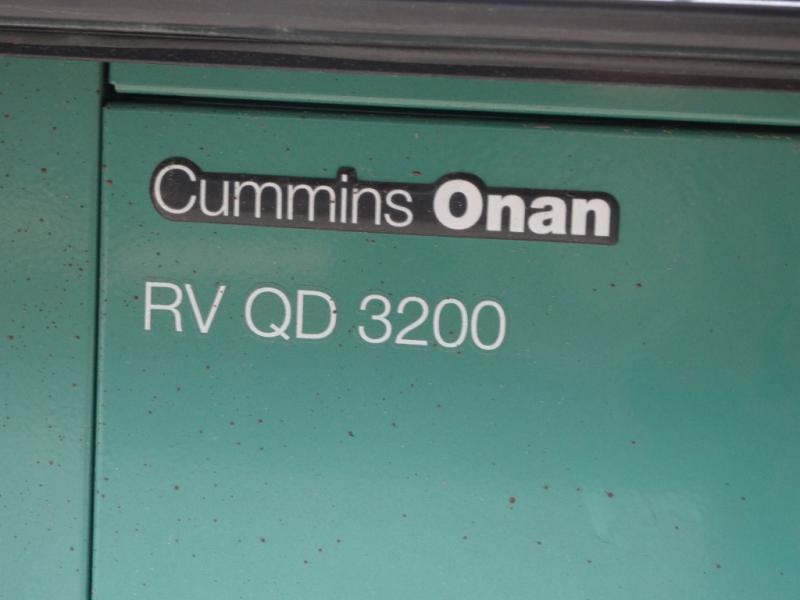 Cummins Onan
RV QD 3200